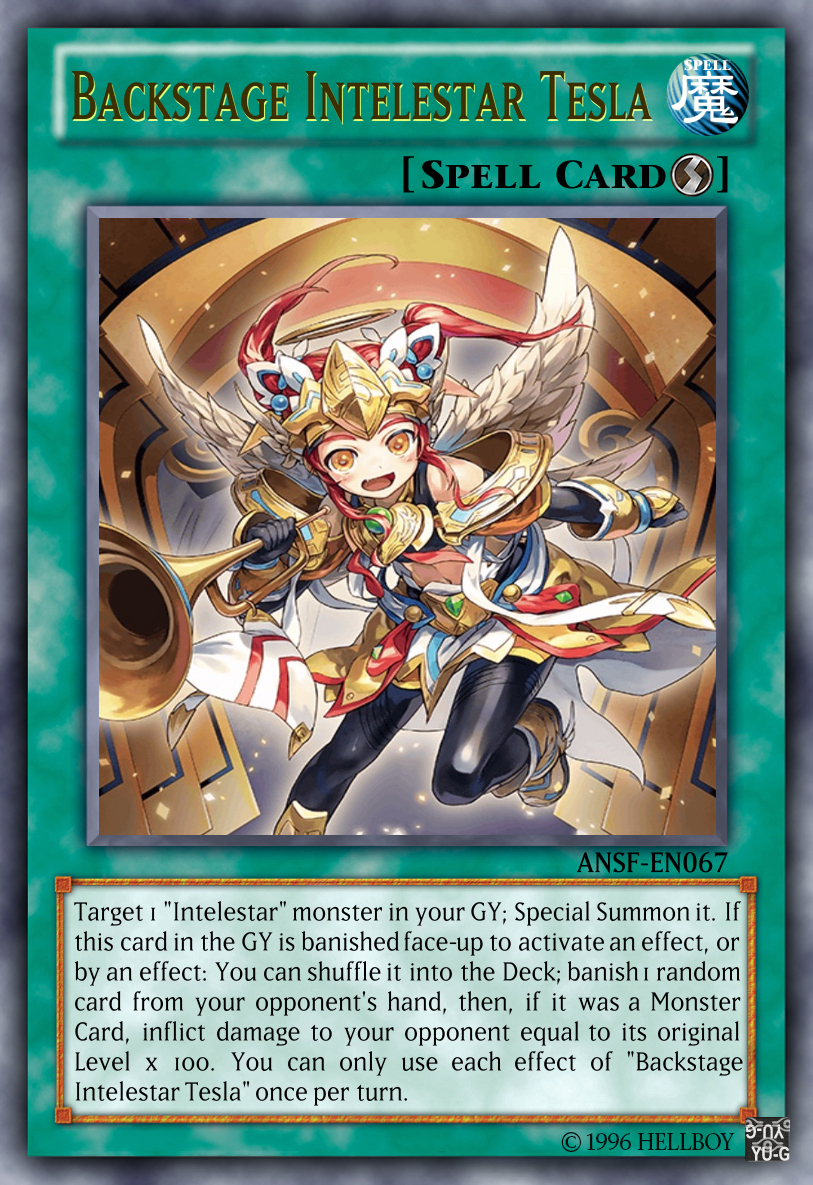 Backstage Intelestar Tesla
SPELL
魔
[Spell Card]
ANSF-EN067
Target 1 "Intelestar" monster in your GY; Special Summon it. If
this card in the GY is banished face-up to activate an effect, or
by an effect: You can shuffle it into the Deck; banish 1 random
card from your opponent's hand, then, if it was a Monster
Card, inflict damage to your opponent equal to its original
Level x 100. You can only use each effect of "Backstage
Intelestar Tesla" once per turn.
© 1996 HELLBOY
YU-G
YU-G